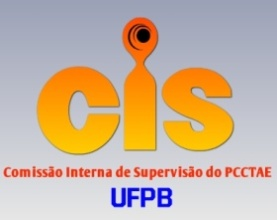 cis
Comissão Interna de Supervisão do PCCTAE
UFPB